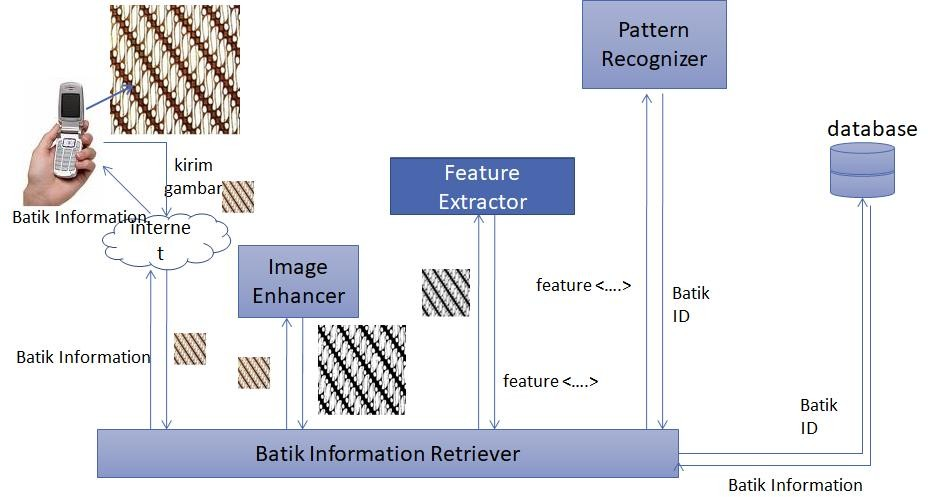 Pattern
Recognizer
database
kirim
gambar
Feature
Extractor
Batik Information
interne
t
Image
Enhancer
feature <....>
Batik
ID
Batik Information
feature <....>
Batik
ID
Batik Information Retriever
Batik Information